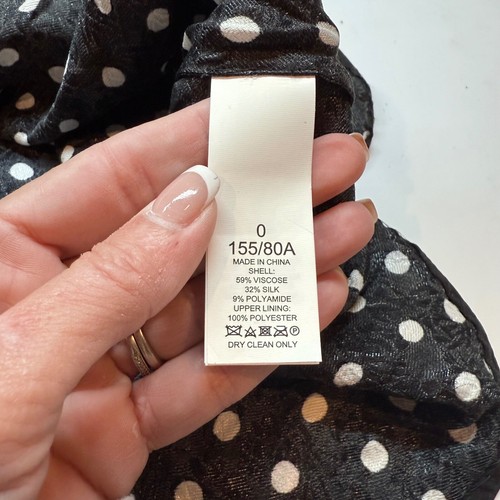 0
155/80A
MADE IN CHINA
SHELL:
59% VISCOSE
32% SILK
9% POLYAMIDE
UPPER LINING:
100% POLYESTER
DRY CLEAN ONLY